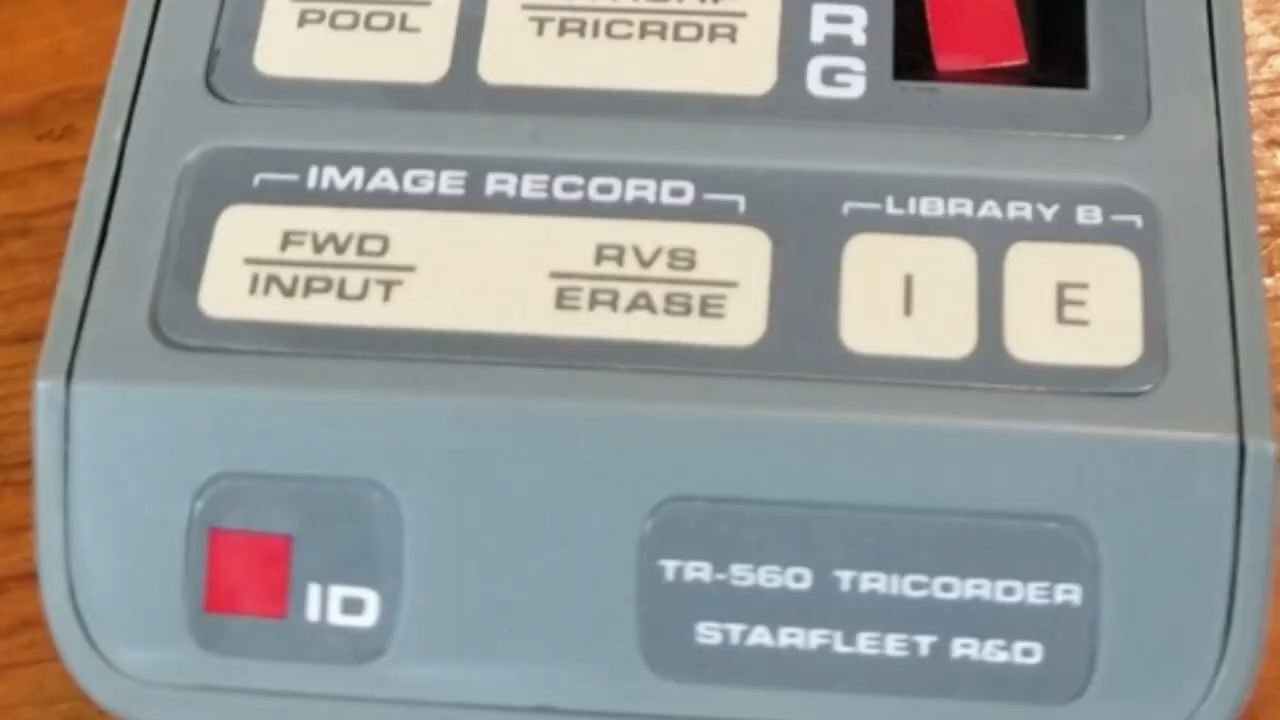 POOL
TRICRDR
R
G
IMAGE RECORD
LIBRARY B
FWD
INPUT
RVS
ERASE
I
E
ID
TR-560 TRICORDER
STARFLEET R&D